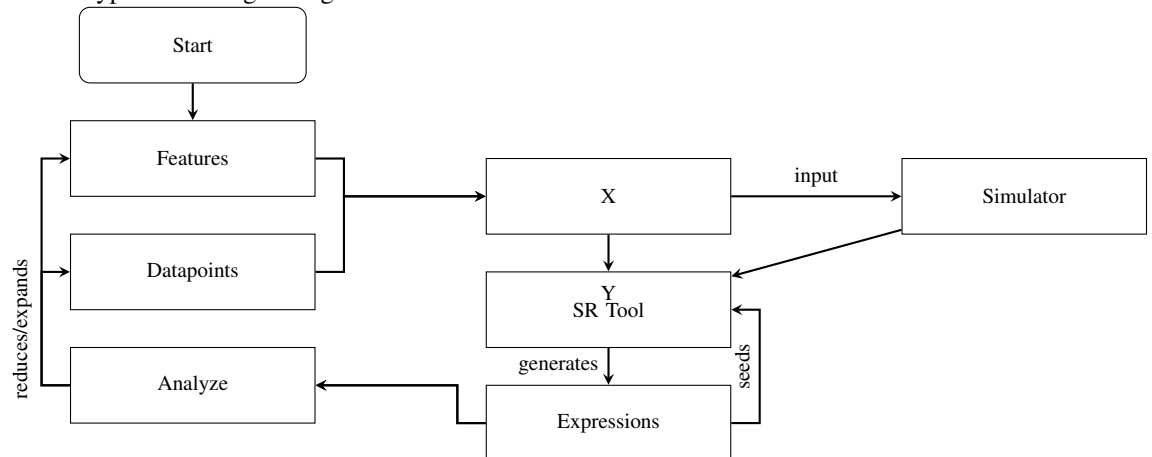 Start
Features
X
input
Simulator
Datapoints
Y
SR Tool
reduces/expands
generates
seeds
Analyze
Expressions